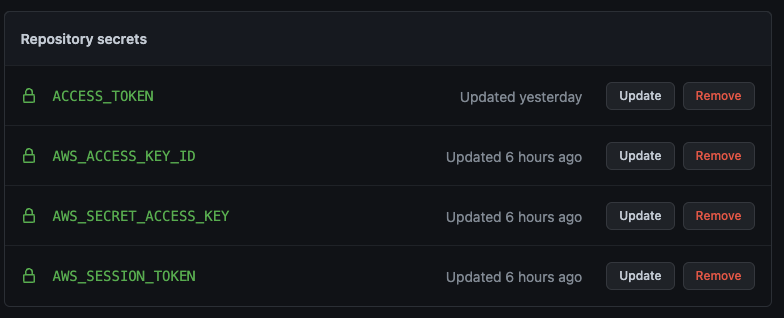 Repository secrets
ACCESS_TOKEN Updated yesterday Update Remove
AWS_ACCESS_KEY_ID Updated 6 hours ago Update Remove
AWS_SECRET_ACCESS_KEY Updated 6 hours ago Update Remove
AWS_SESSION_TOKEN Updated 6 hours ago Update Remove